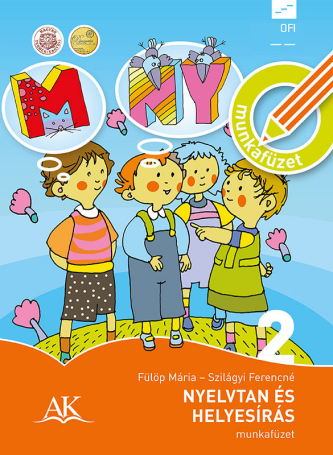 OFI
M
NY
munkafüzet
2
Fülöp Mária – Szilágyi Ferencné
NYELVTAN ÉS
HELYESÍRÁS
munkafüzet
AK